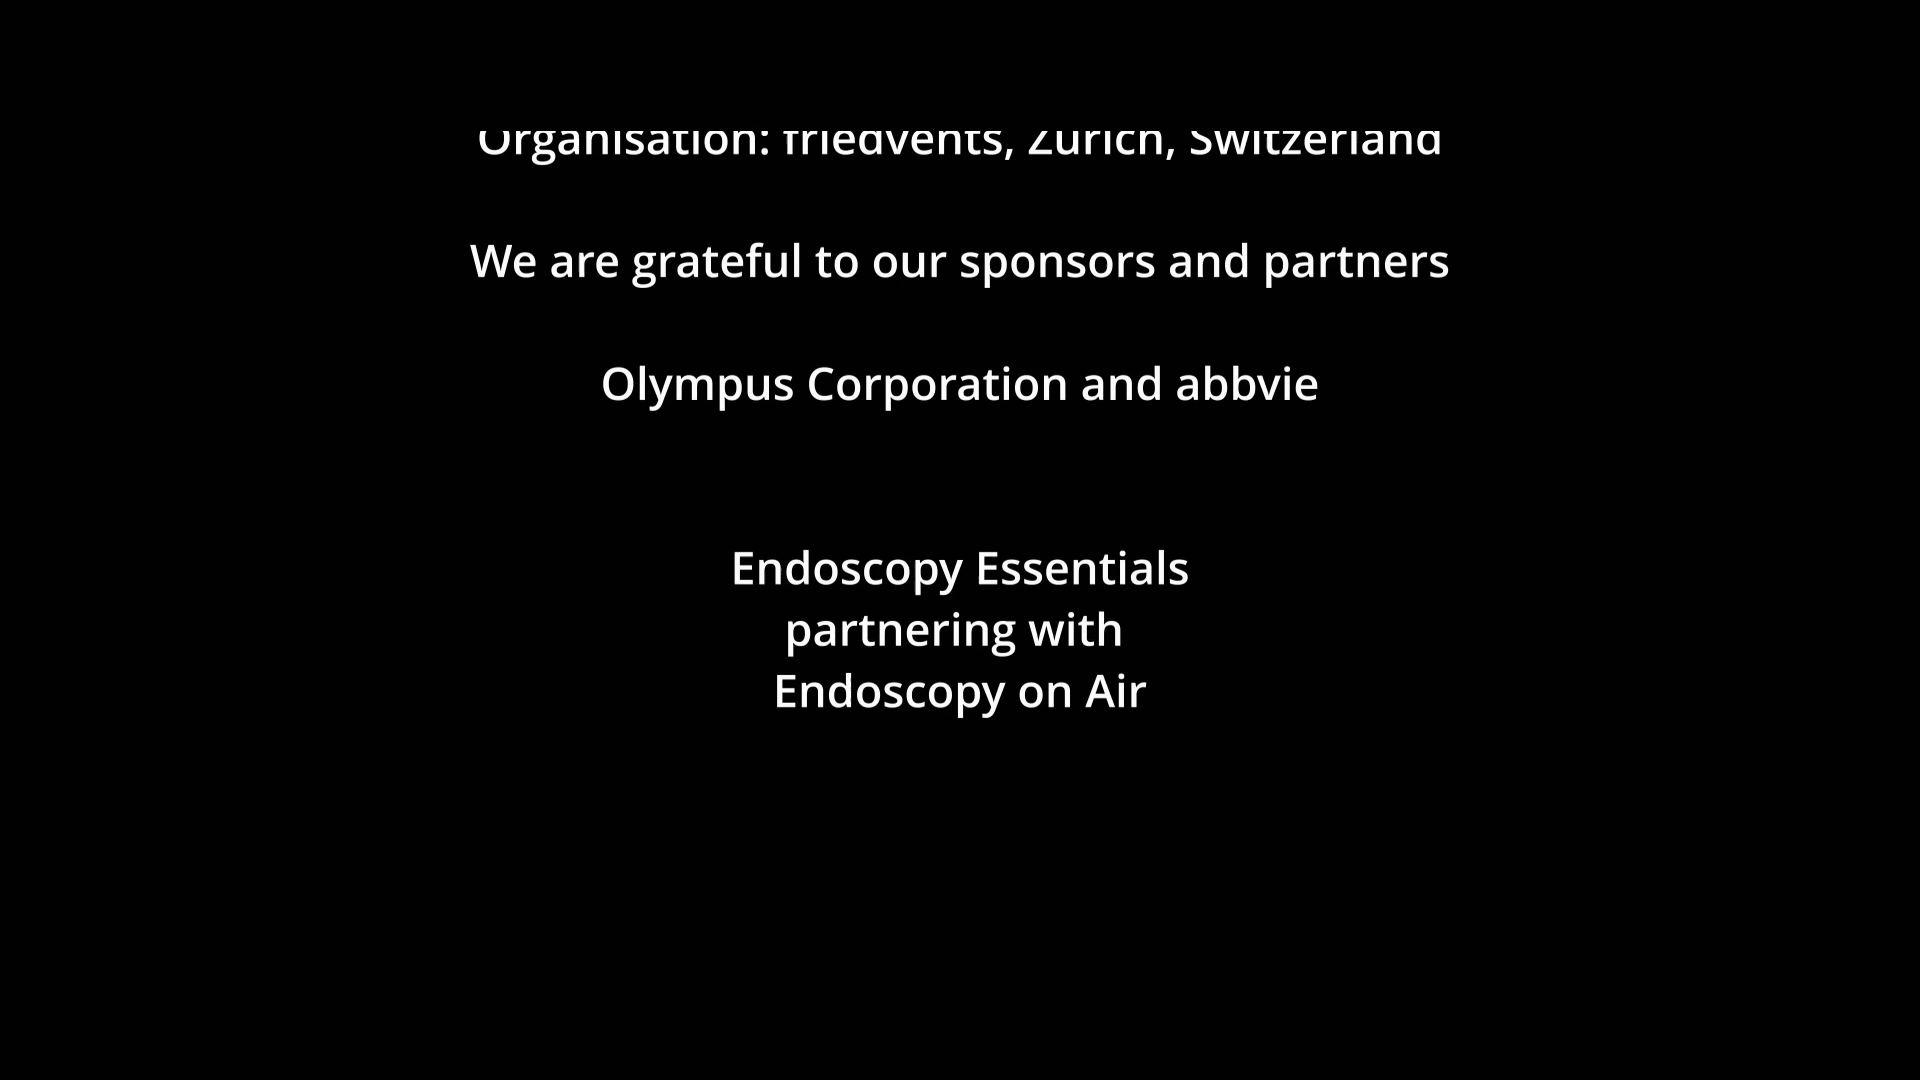 Organisation: friedvents, Zurich, Switzerland
We are grateful to our sponsors and partners
Olympus Corporation and abbvie
Endoscopy Essentials
partnering with
Endoscopy on Air